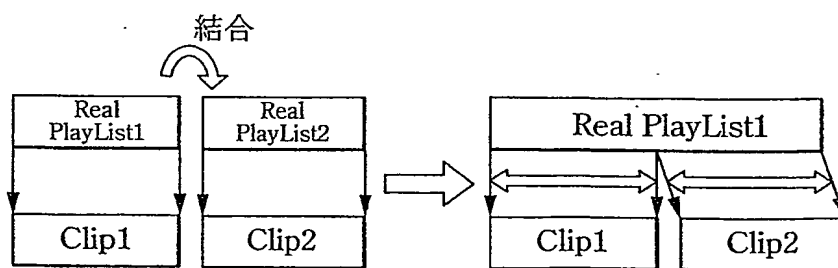 結合
Real
PlayList1
Real
PlayList2
Real PlayList1
Clip1
Clip2
Clip1
Clip2